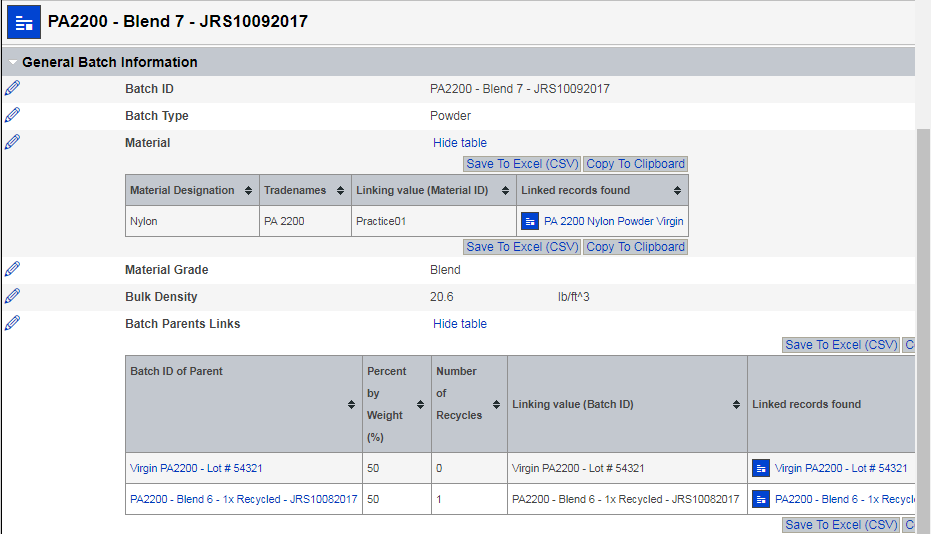 PA2200 - Blend 7 - JRS10092017
General Batch Information
Batch ID PA2200 - Blend 7 - JRS10092017
Batch Type Powder
Material Hide table
Save To Excel (CSV) Copy To Clipboard
Material Designation Tradenames Linking value (Material ID) Linked records found
Nylon PA 2200 Practice01 PA 2200 Nylon Powder Virgin
Save To Excel (CSV) Copy To Clipboard
Material Grade Blend
Bulk Density 20.6 lb/ft^3
Batch Parents Links Hide table
Save To Excel (CSV) C
Batch ID of Parent Percent by Weight (%) Number of Recycles Linking value (Batch ID) Linked records found
Virgin PA2200 - Lot # 54321 50 0 Virgin PA2200 - Lot # 54321 Virgin PA2200 - Lot # 54321
PA2200 - Blend 6 - 1x Recycled - JRS10082017 50 1 PA2200 - Blend 6 - 1x Recycled - JRS10082017 PA2200 - Blend 6 - 1x Recycl
Save To Excel (CSV) C